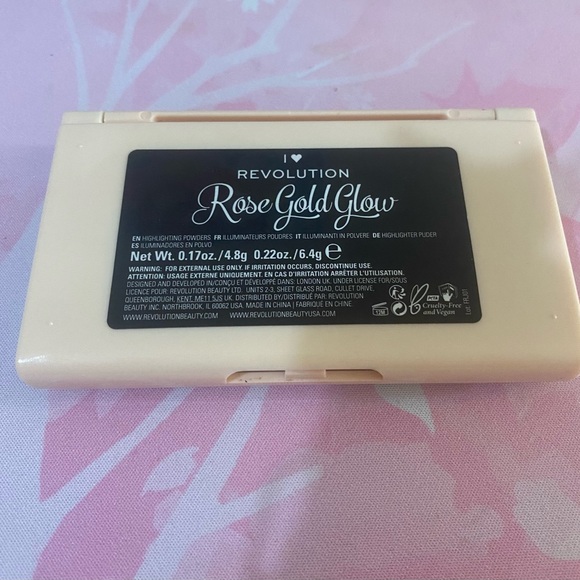 I ♥
REVOLUTION
Rose Gold Glow
EN HIGHLIGHTING POWDERS FR ILLUMINATEURS POUDRES IT ILLUMINANTI IN POLVERE DE HIGHLIGHTER PUDER
ES ILUMINADORES EN POLVO
Net Wt. 0.17oz./4.8g 0.22oz./6.4g ℮
WARNING: FOR EXTERNAL USE ONLY. IF IRRITATION OCCURS, DISCONTINUE USE.
ATTENTION: USAGE EXTERNE UNIQUEMENT. EN CAS D'IRRITATION ARRÊTER L'UTILISATION.
DESIGNED AND DEVELOPED IN/CONÇU ET DÉVELOPPÉ DANS: LONDON UK. UNDER LICENSE FOR/SOUS
LICENCE POUR: REVOLUTION BEAUTY LTD. UNITS 2-3, SHEET GLASS ROAD, CULLET DRIVE,
QUEENBOROUGH, KENT, ME11 5JS UK. DISTRIBUTED BY/DISTRIBUÉ PAR: REVOLUTION
BEAUTY INC. NORTHBROOK, IL 60062 USA MADE IN CHINA | FABRIQUÉ EN CHINE
WWW.REVOLUTIONBEAUTY.COM WWW.REVOLUTIONBEAUTYUSA.COM
12M
Cruelty-Free
and Vegan